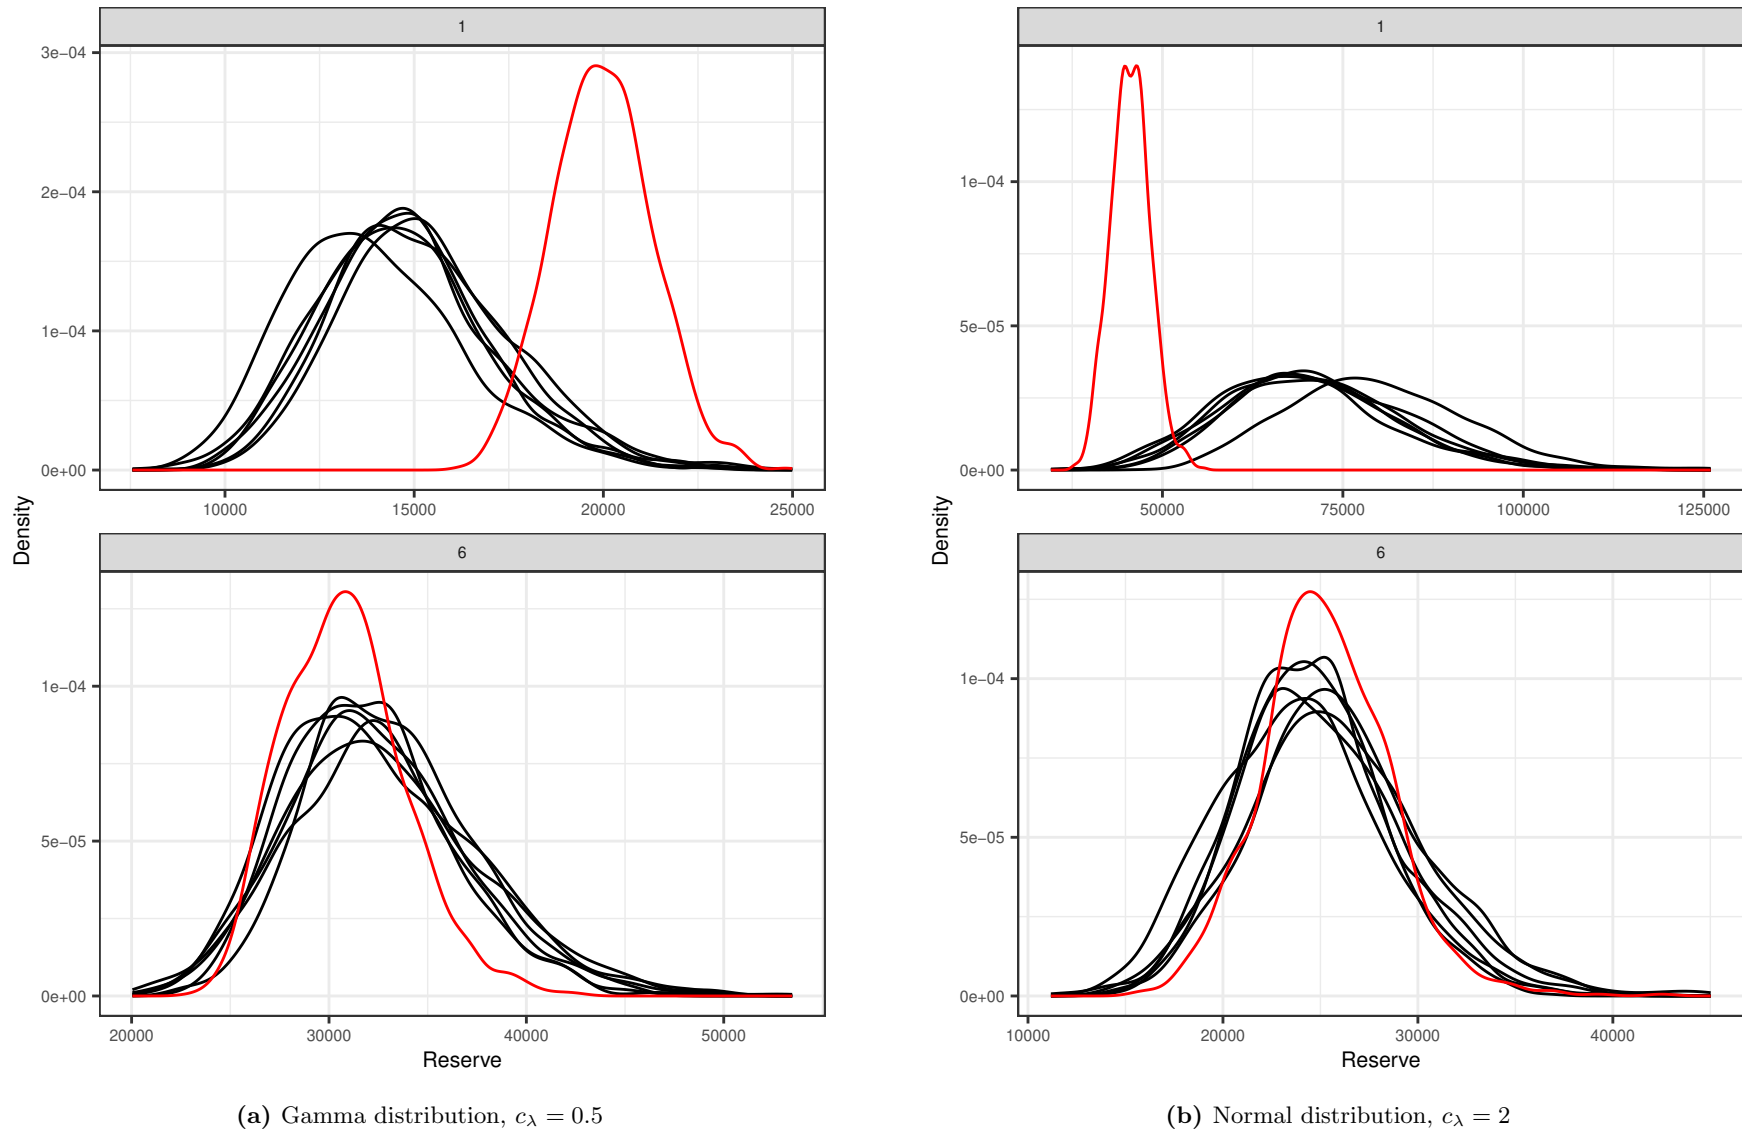 1
3e−04
2e−04
1e−04
0e+00
10000 15000 20000 25000
6
1e−04
5e−05
0e+00
20000 30000 40000 50000
Density
Reserve
(a) Gamma distribution, cλ = 0.5
1
1e−04
5e−05
0e+00
50000 75000 100000 125000
6
1e−04
5e−05
0e+00
10000 20000 30000 40000
Density
Reserve
(b) Normal distribution, cλ = 2